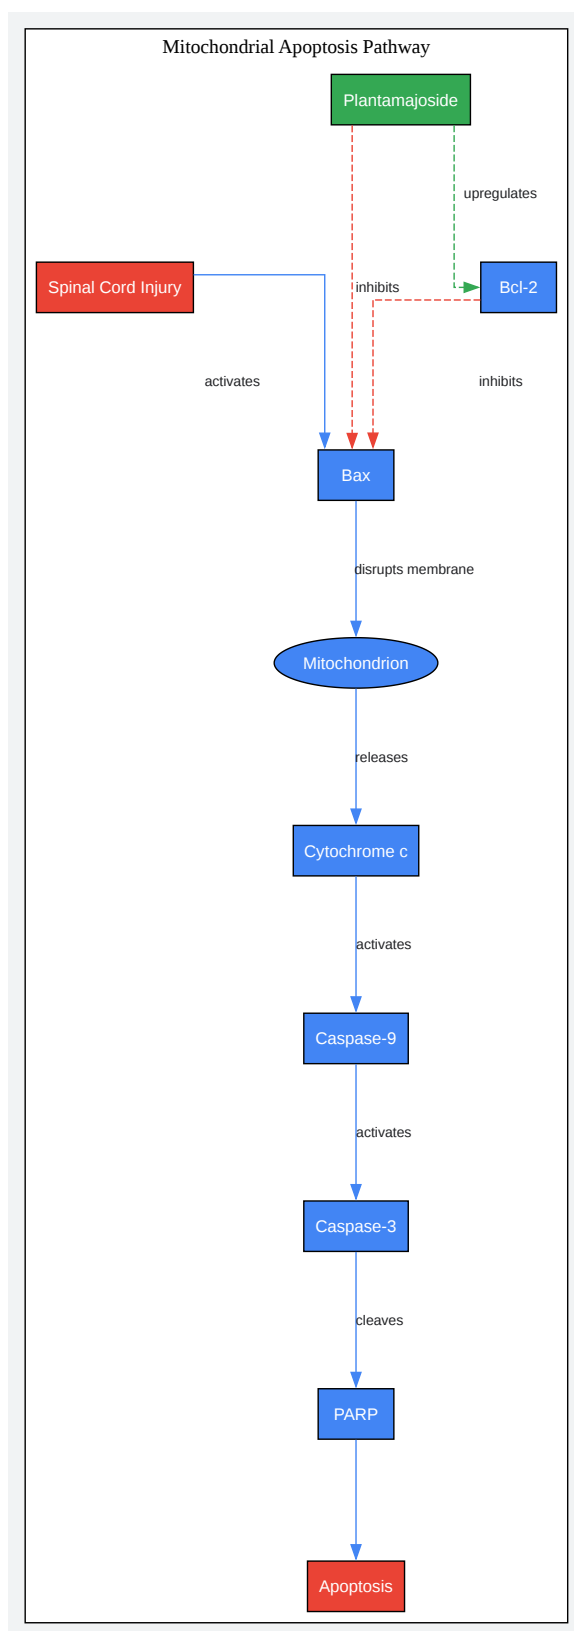 Mitochondrial Apoptosis Pathway
Plantamajoside
upregulates
Spinal Cord Injury
inhibits
Bcl-2
activates
inhibits
Bax
disrupts membrane
Mitochondrion
releases
Cytochrome c
activates
Caspase-9
activates
Caspase-3
cleaves
PARP
Apoptosis